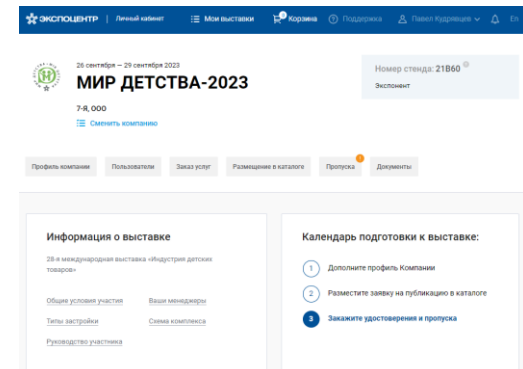 ЭКСПОЦЕНТР | Личный кабинет Мои выставки 0 Корзина Поддержка Павел Кудрявцев En
26 сентября – 29 сентября 2023
МИР ДЕТСТВА-2023
7-Я, ООО
Сменить компанию
Номер стенда: 21B60
Экспонент
Профиль компании Пользователи Заказ услуг Размещение в каталоге Пропуска Документы
Информация о выставке
28-я международная выставка «Индустрия детских
товаров»
Общие условия участия Ваши менеджеры
Типы застройки Схема комплекса
Руководство участника
Календарь подготовки к выставке:
1 Дополните профиль Компании
2 Разместите заявку на публикацию в каталоге
3 Закажите удостоверения и пропуска